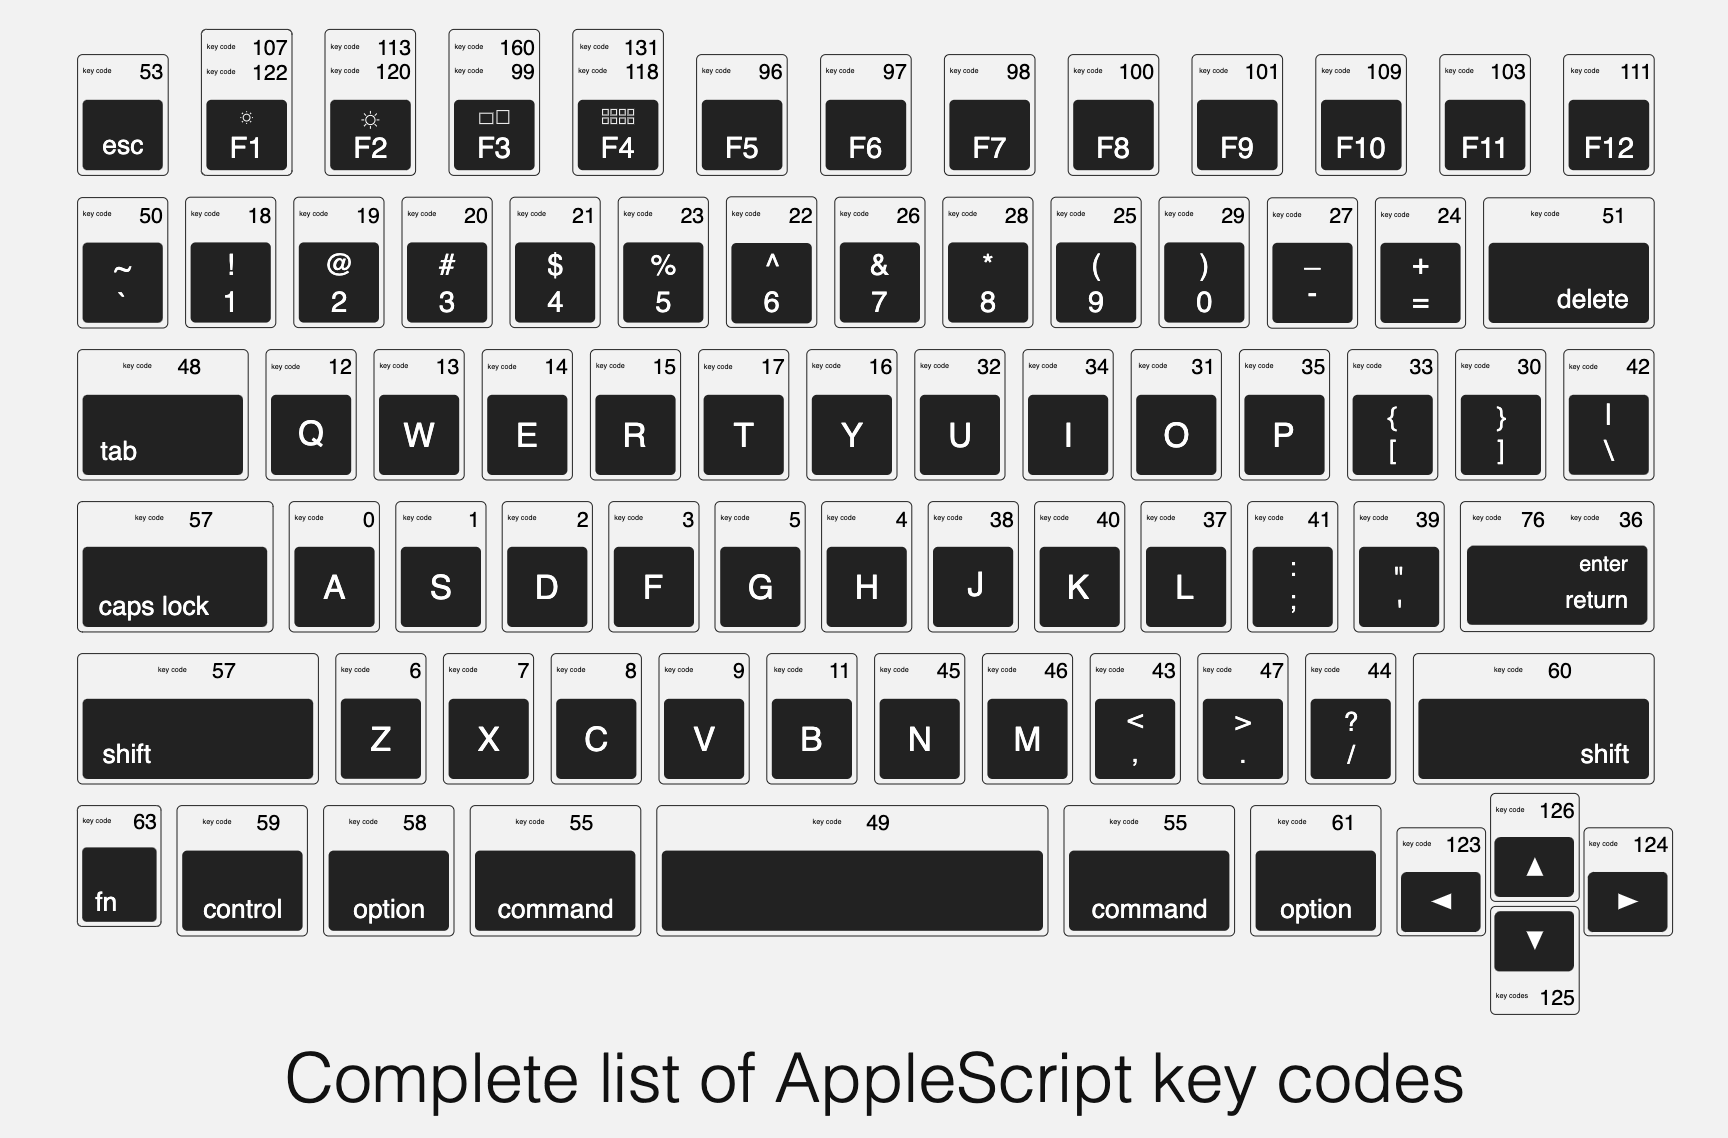 key code 107 key code 113 key code 160 key code 131
key code 53 key code 122 key code 120 key code 99 key code 118 key code 96 key code 97 key code 98 key code 100 key code 101 key code 109 key code 103 key code 111
esc F1 F2 F3 F4 F5 F6 F7 F8 F9 F10 F11 F12
key code 50 key code 18 key code 19 key code 20 key code 21 key code 23 key code 22 key code 26 key code 28 key code 25 key code 29 key code 27 key code 24 key code 51
~ ! @ # $ % ^ & * ( ) _ +
` 1 2 3 4 5 6 7 8 9 0 - = delete
key code 48 key code 12 key code 13 key code 14 key code 15 key code 17 key code 16 key code 32 key code 34 key code 31 key code 35 key code 33 key code 30 key code 42
{ } |
tab Q W E R T Y U I O P [ ] \
key code 57 key code 0 key code 1 key code 2 key code 3 key code 5 key code 4 key code 38 key code 40 key code 37 key code 41 key code 39 key code 76 key code 36
: " enter
caps lock A S D F G H J K L ; ' return
key code 57 key code 6 key code 7 key code 8 key code 9 key code 11 key code 45 key code 46 key code 43 key code 47 key code 44 key code 60
< > ?
shift Z X C V B N M , . / shift
key code 63 key code 59 key code 58 key code 55 key code 49 key code 55 key code 61 key code 123 key code 126 key code 124
fn control option command command option ◀ ▲ ▶
▼
key codes 125
Complete list of AppleScript key codes